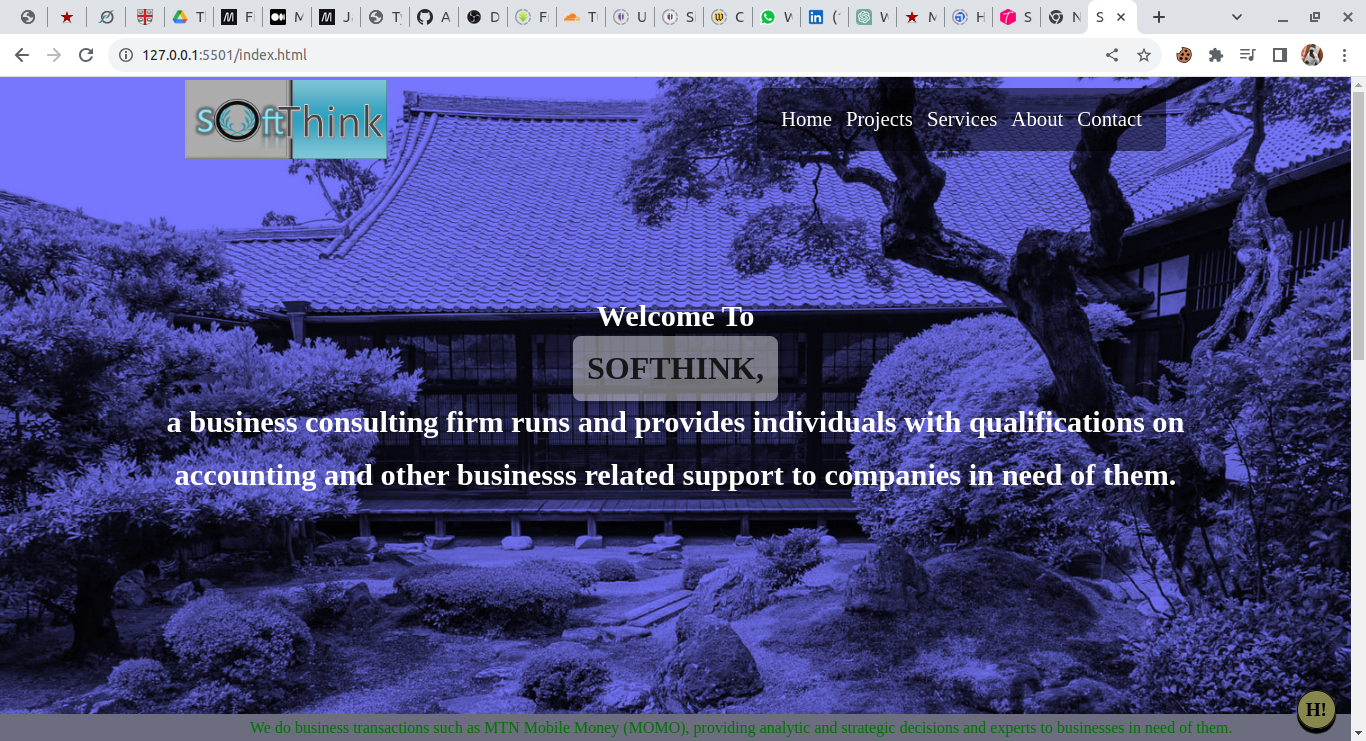 T
F
M
J
T
A
D
F
T
U
S
C
W
(
W
M
H
S
N
S
127.0.0.1:5501/index.html
sOftThink
Home Projects Services About Contact
Welcome To
SOFTHINK,
a business consulting firm runs and provides individuals with qualifications on
accounting and other businesss related support to companies in need of them.
We do business transactions such as MTN Mobile Money (MOMO), providing analytic and strategic decisions and experts to businesses in need of them.
H!